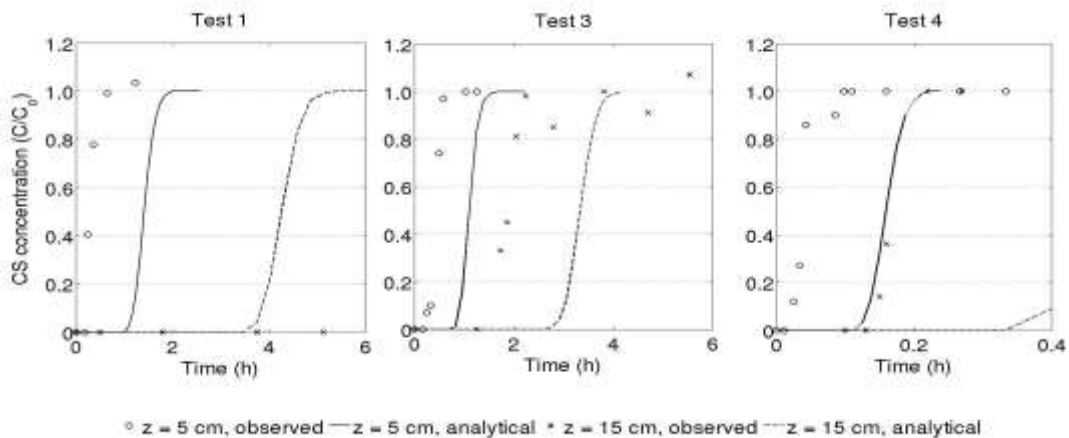 Test 1
Test 3
Test 4
CS concentration (C/C0)
1.2
1.0
0.8
0.6
0.4
0.2
0
0 2 4 6
Time (h)
1.2
1.0
0.8
0.6
0.4
0.2
0
0 2 4 6
Time (h)
1.2
1.0
0.8
0.6
0.4
0.2
0
0 0.2 0.4
Time (h)
z = 5 cm, observed z = 5 cm, analytical z = 15 cm, observed z = 15 cm, analytical